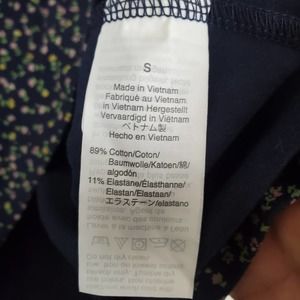 S
Made in Vietnam
Fabriqué au Vietnam
in Vietnam Hergestellt
Vervaardigd in Vietnam
ベトナム製
Hecho en Vietnam
89% Cotton/Coton/
Baumwolle/Katoen/綿/
algodón
11% Elastane/Élasthanne/
Elastan/Elastaan/
エラステーン/elastano